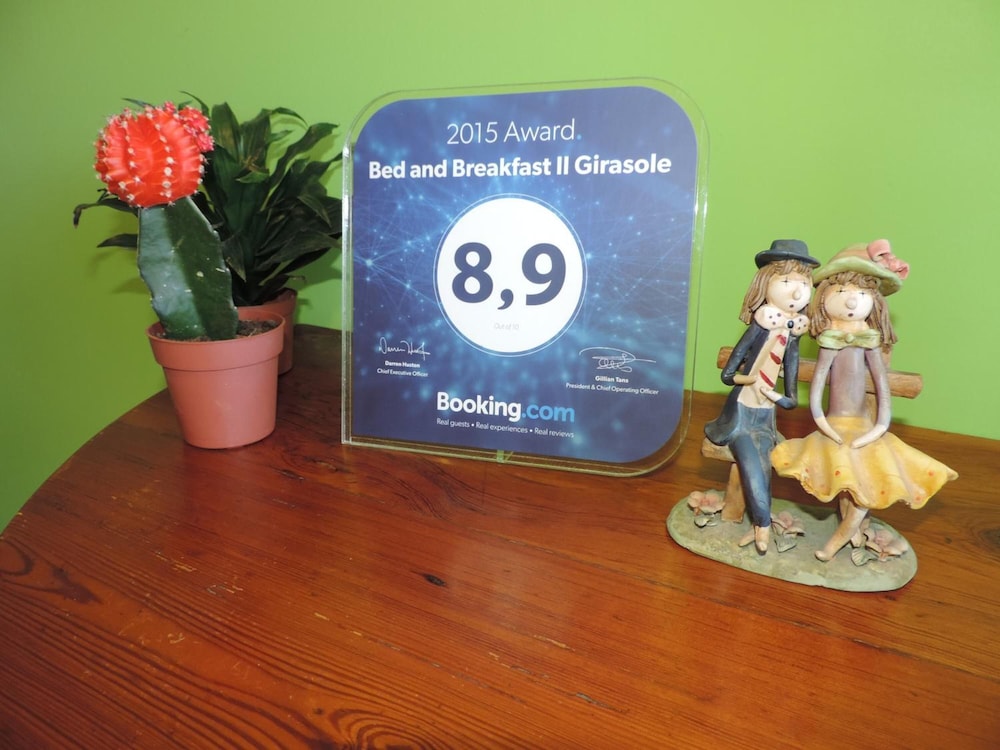 2015 Award.
Bed and Breakfast Il Girasole
8,9
Out of 10
Darren Huston
Chief Executive Officer
Gillian Tans
President & Chief Operating Officer
Booking.com
Real guests • Real experiences • Real reviews